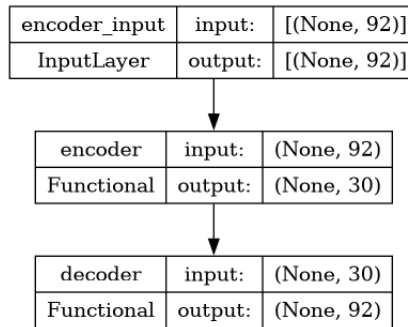 encoder_input input: [(None, 92)]
InputLayer output: [(None, 92)]
encoder input: (None, 92)
Functional output: (None, 30)
decoder input: (None, 30)
Functional output: (None, 92)